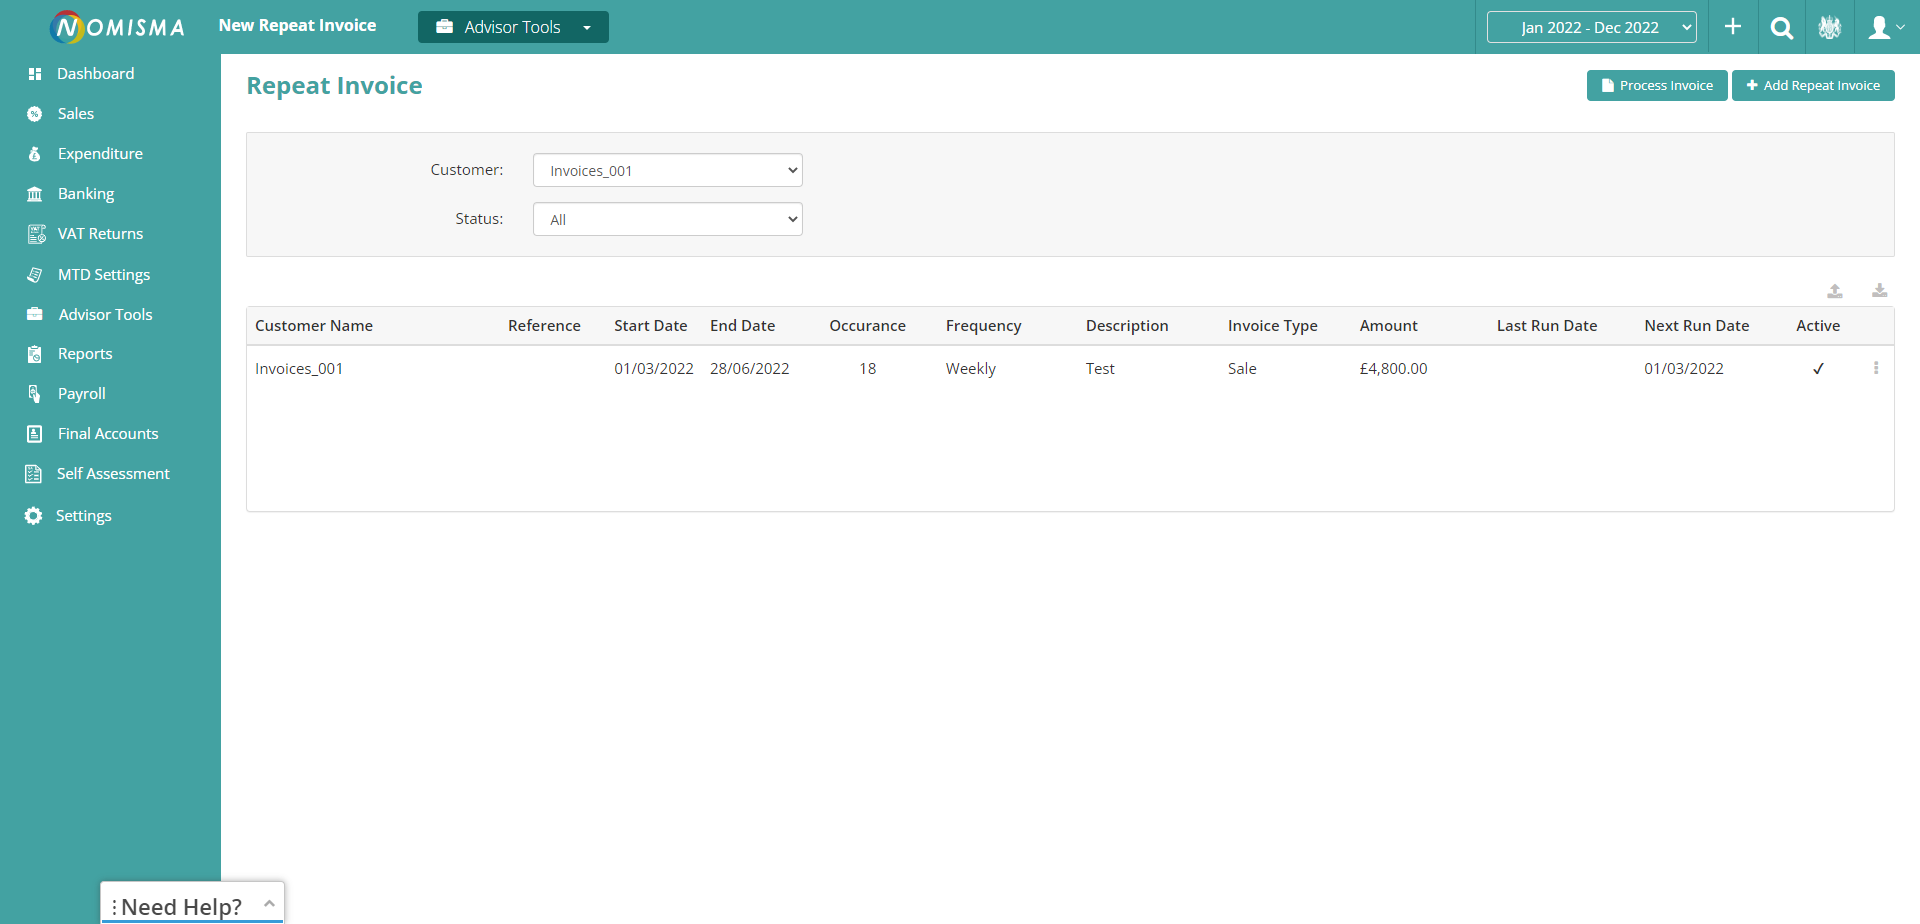 NOMISMA
New Repeat Invoice
Advisor Tools
Jan 2022 - Dec 2022
Dashboard
Sales
Expenditure
Banking
VAT Returns
MTD Settings
Advisor Tools
Reports
Payroll
Final Accounts
Self Assessment
Settings
Repeat Invoice
Process Invoice
Add Repeat Invoice
Customer: Invoices_001
Status: All
Customer Name Reference Start Date End Date Occurance Frequency Description Invoice Type Amount Last Run Date Next Run Date Active
Invoices_001 01/03/2022 28/06/2022 18 Weekly Test Sale £4,800.00 01/03/2022 ✓
Need Help?